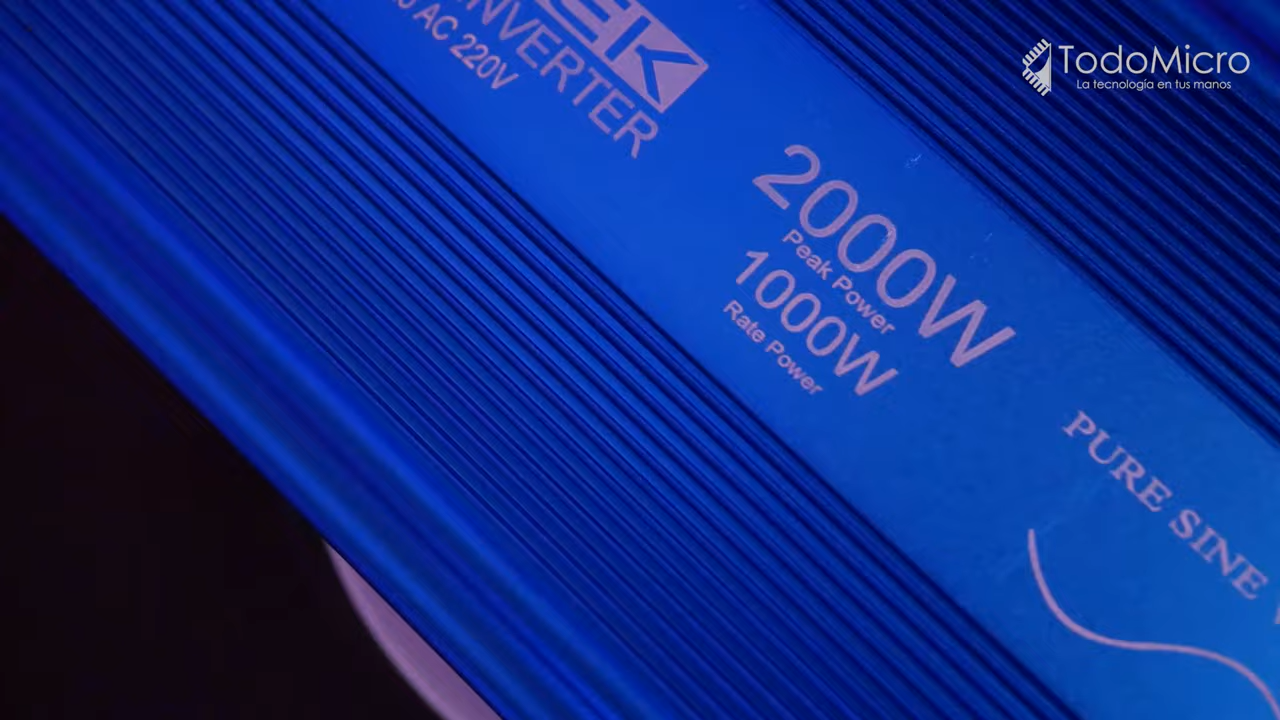 INVERTER
AC 220V
2000W
Peak Power
1000W
Rate Power
PURE SINE
TodoMicro
La tecnología en tus manos